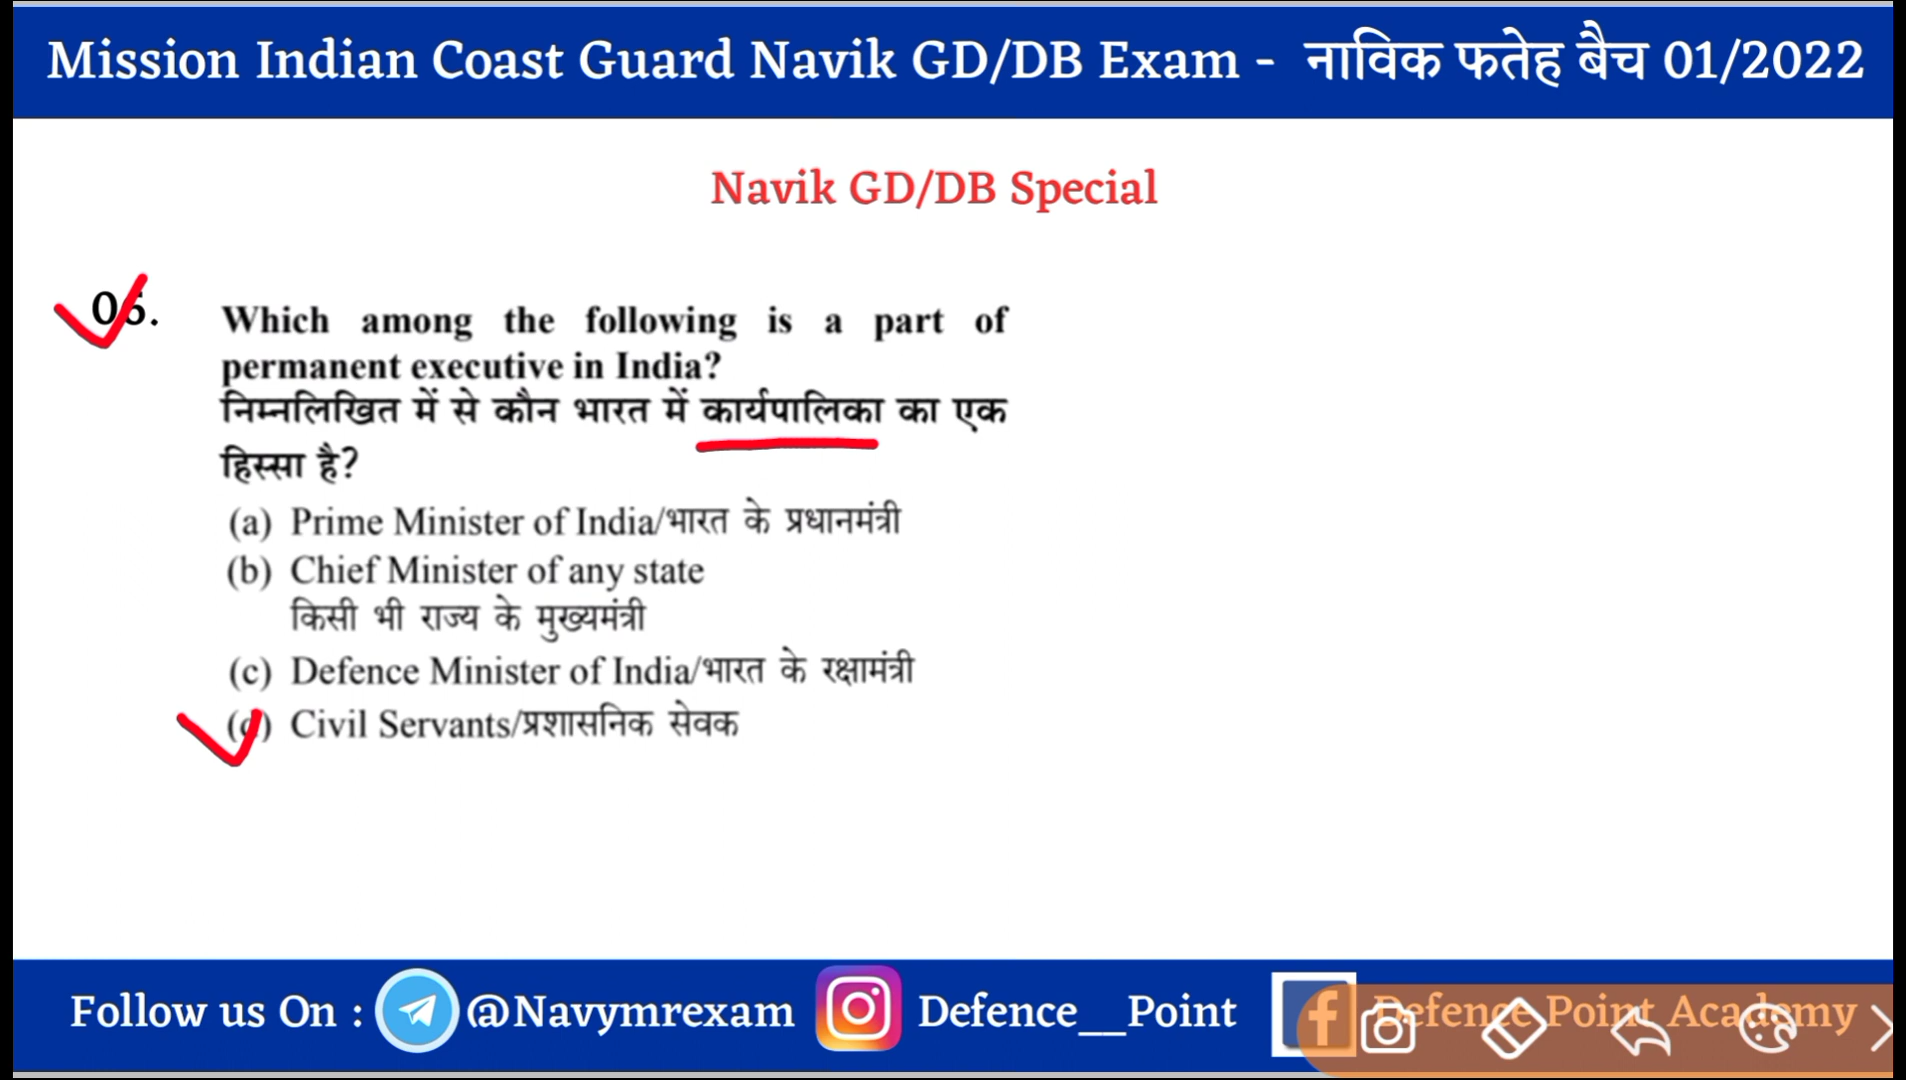 Mission Indian Coast Guard Navik GD/DB Exam - नाविक फतेह बैच 01/2022
Navik GD/DB Special
06.
Which among the following is a part of
permanent executive in India?
निम्नलिखित में से कौन भारत में कार्यपालिका का एक
हिस्सा है?
(a) Prime Minister of India/भारत के प्रधानमंत्री
(b) Chief Minister of any state
किसी भी राज्य के मुख्यमंत्री
(c) Defence Minister of India/भारत के रक्षामंत्री
(d) Civil Servants/प्रशासनिक सेवक
Follow us On : @Navymrexam Defence__Point Defence Point Academy